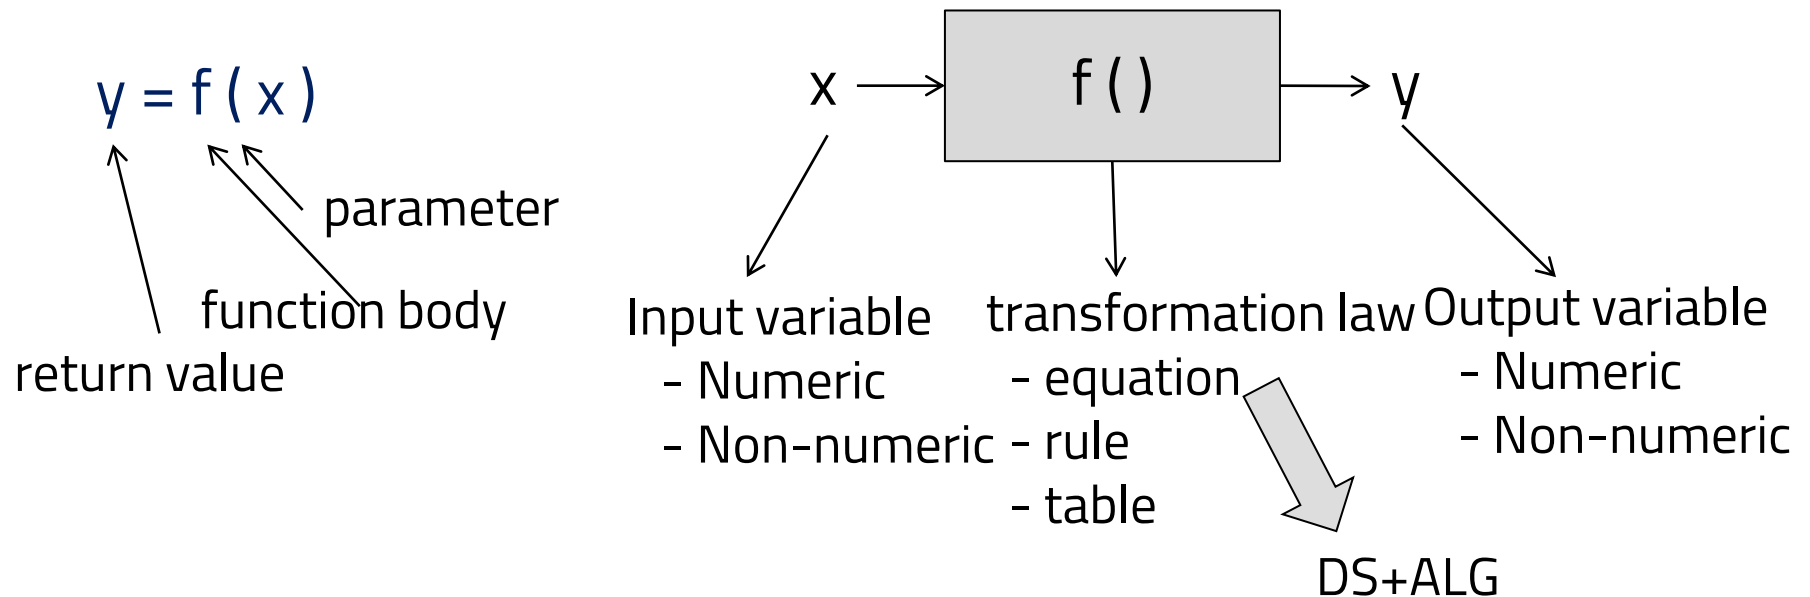 y = f ( x )
parameter
function body
return value
x
f ( )
y
Input variable
- Numeric
- Non-numeric
transformation law
- equation
- rule
- table
Output variable
- Numeric
- Non-numeric
DS+ALG